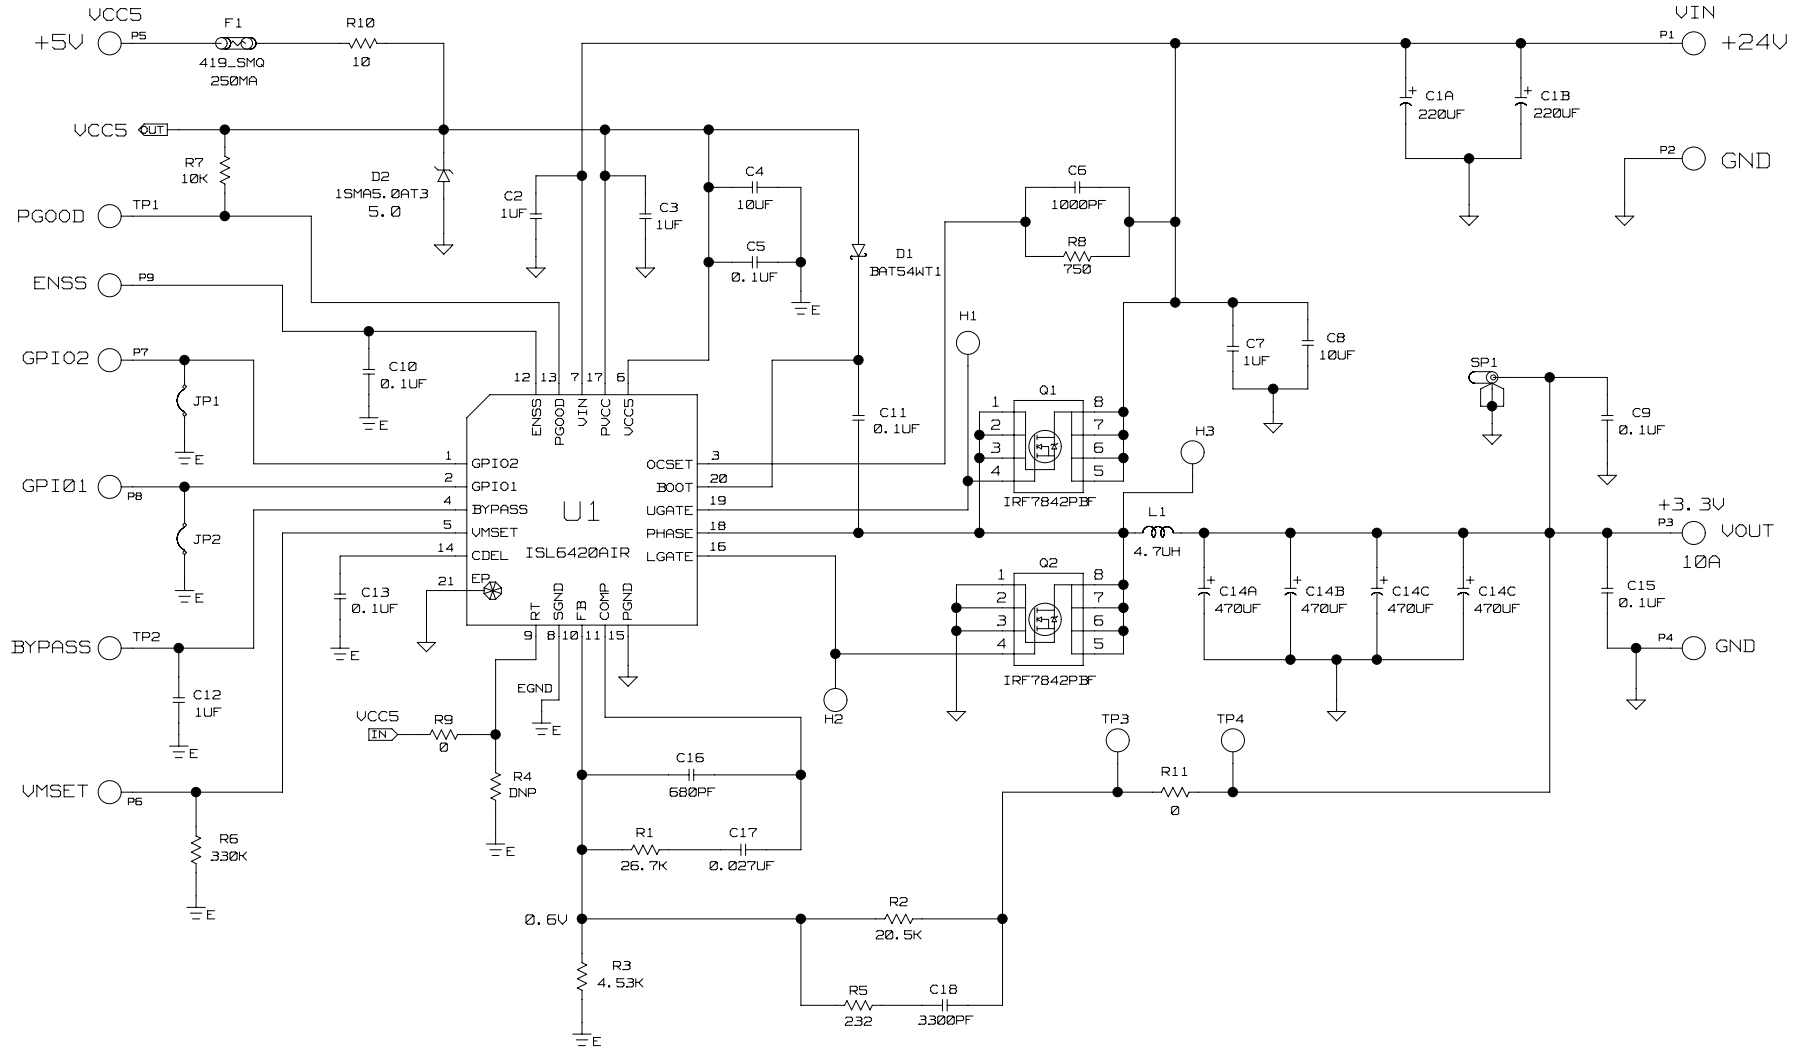 VCC5
+5V
P5
F1
419_SMQ
250MA
R10
10
VIN
P1
+24V
C1A
220UF
C1B
220UF
VCC5
OUT
R7
10K
D2
1SMA5.0AT3
5.0
C2
1UF
C3
1UF
C4
10UF
C5
0.1UF
E
C6
1000PF
R8
750
P2
GND
PGOOD
TP1
D1
BAT54WT1
ENSS
P9
H1
C7
1UF
C8
10UF
GPIO2
P7
JP1
E
C10
0.1UF
E
SP1
C9
0.1UF
12
13
7
17
6
ENSS
PGOOD
VIN
PVCC
VCC5
C11
0.1UF
Q1
1
2
3
4
8
7
6
5
IRF7842PBF
H3
1
GPIO2
2
GPIO1
4
BYPASS
5
VMSET
14
CDEL
21
EP
U1
ISL6420AIR
OCSET
3
BOOT
20
UGATE
19
PHASE
18
LGATE
16
GPIO1
P8
JP2
E
L1
4.7UH
+3.3V
P3
VOUT
10A
Q2
1
2
3
4
8
7
6
5
IRF7842PBF
C14A
470UF
C14B
470UF
C14C
470UF
C14C
470UF
C15
0.1UF
P4
GND
C13
0.1UF
E
RT
SGND
FB
COMP
PGND
9
8
10
11
15
BYPASS
TP2
C12
1UF
E
EGND
E
H2
VCC5
IN
R9
0
R4
DNP
E
TP3
TP4
R11
0
C16
680PF
VMSET
P6
R6
330K
E
R1
26.7K
C17
0.027UF
0.6V
R2
20.5K
R3
4.53K
E
R5
232
C18
3300PF